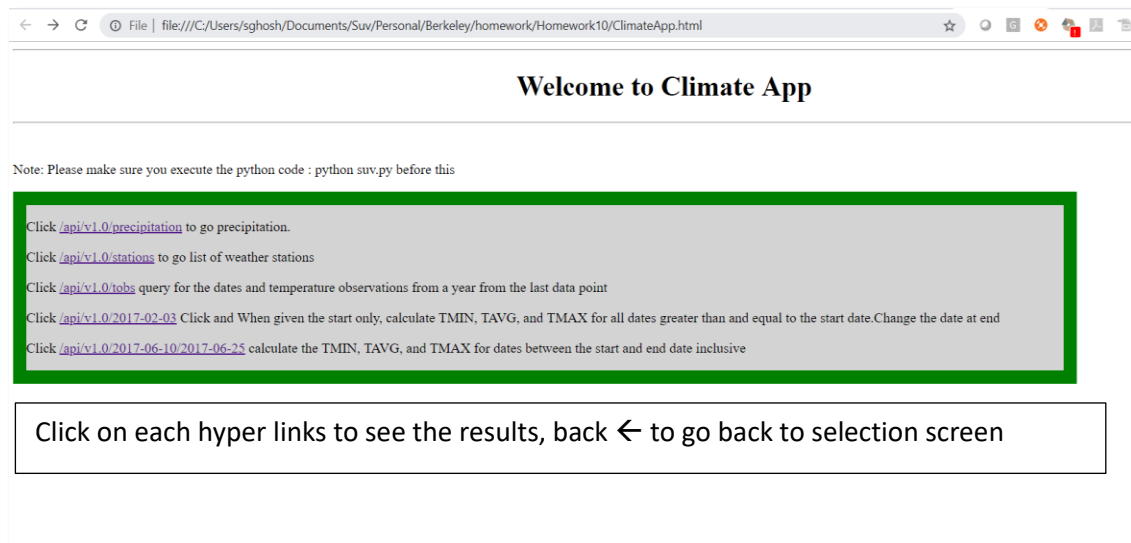 File | file:///C:/Users/sghosh/Documents/Suv/Personal/Berkeley/homework/Homework10/ClimateApp.html
Welcome to Climate App
Note: Please make sure you execute the python code : python suv.py before this
Click /api/v1.0/precipitation to go precipitation.
Click /api/v1.0/stations to go list of weather stations
Click /api/v1.0/tobs query for the dates and temperature observations from a year from the last data point
Click /api/v1.0/2017-02-03 Click and When given the start only, calculate TMIN, TAVG, and TMAX for all dates greater than and equal to the start date.Change the date at end
Click /api/v1.0/2017-06-10/2017-06-25 calculate the TMIN, TAVG, and TMAX for dates between the start and end date inclusive
Click on each hyper links to see the results, back ← to go back to selection screen